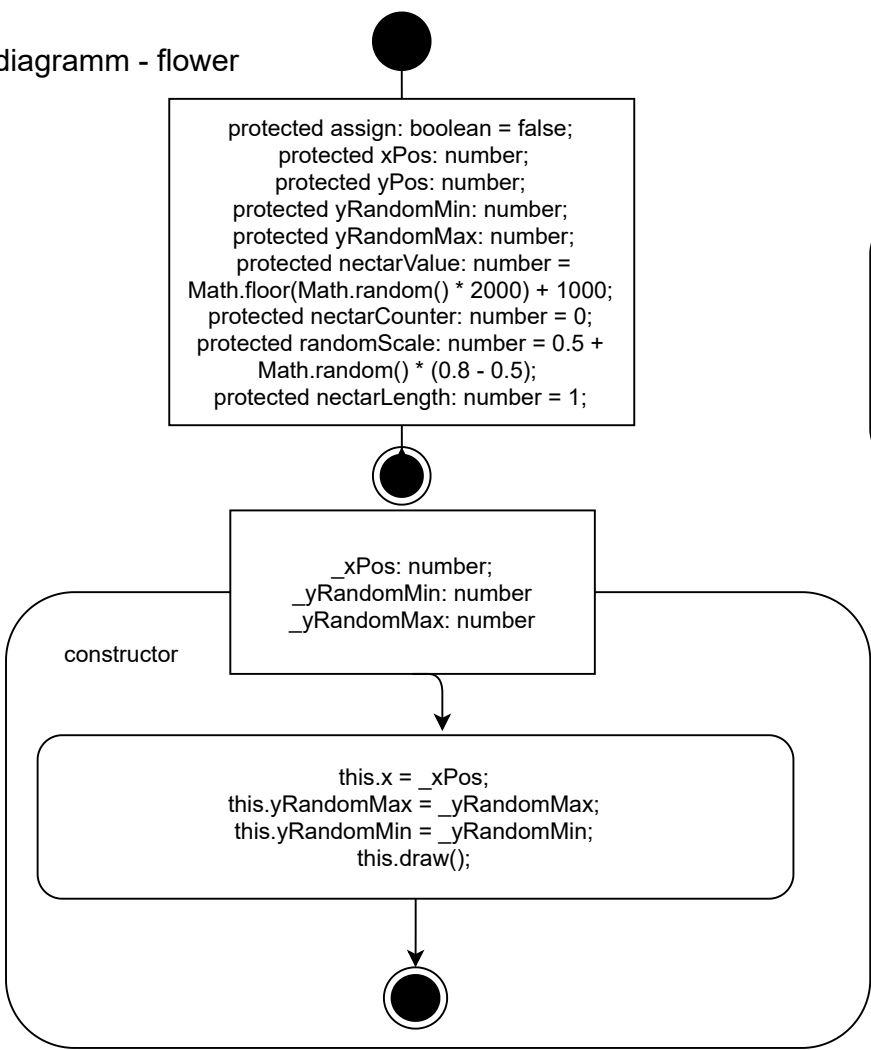 diagramm - flower
protected assign: boolean = false;
protected xPos: number;
protected yPos: number;
protected yRandomMin: number;
protected yRandomMax: number;
protected nectarValue: number =
Math.floor(Math.random() * 2000) + 1000;
protected nectarCounter: number = 0;
protected randomScale: number = 0.5 +
Math.random() * (0.8 - 0.5);
protected nectarLength: number = 1;
_xPos: number;
_yRandomMin: number
_yRandomMax: number
constructor
this.x = _xPos;
this.yRandomMax = _yRandomMax;
this.yRandomMin = _yRandomMin;
this.draw();